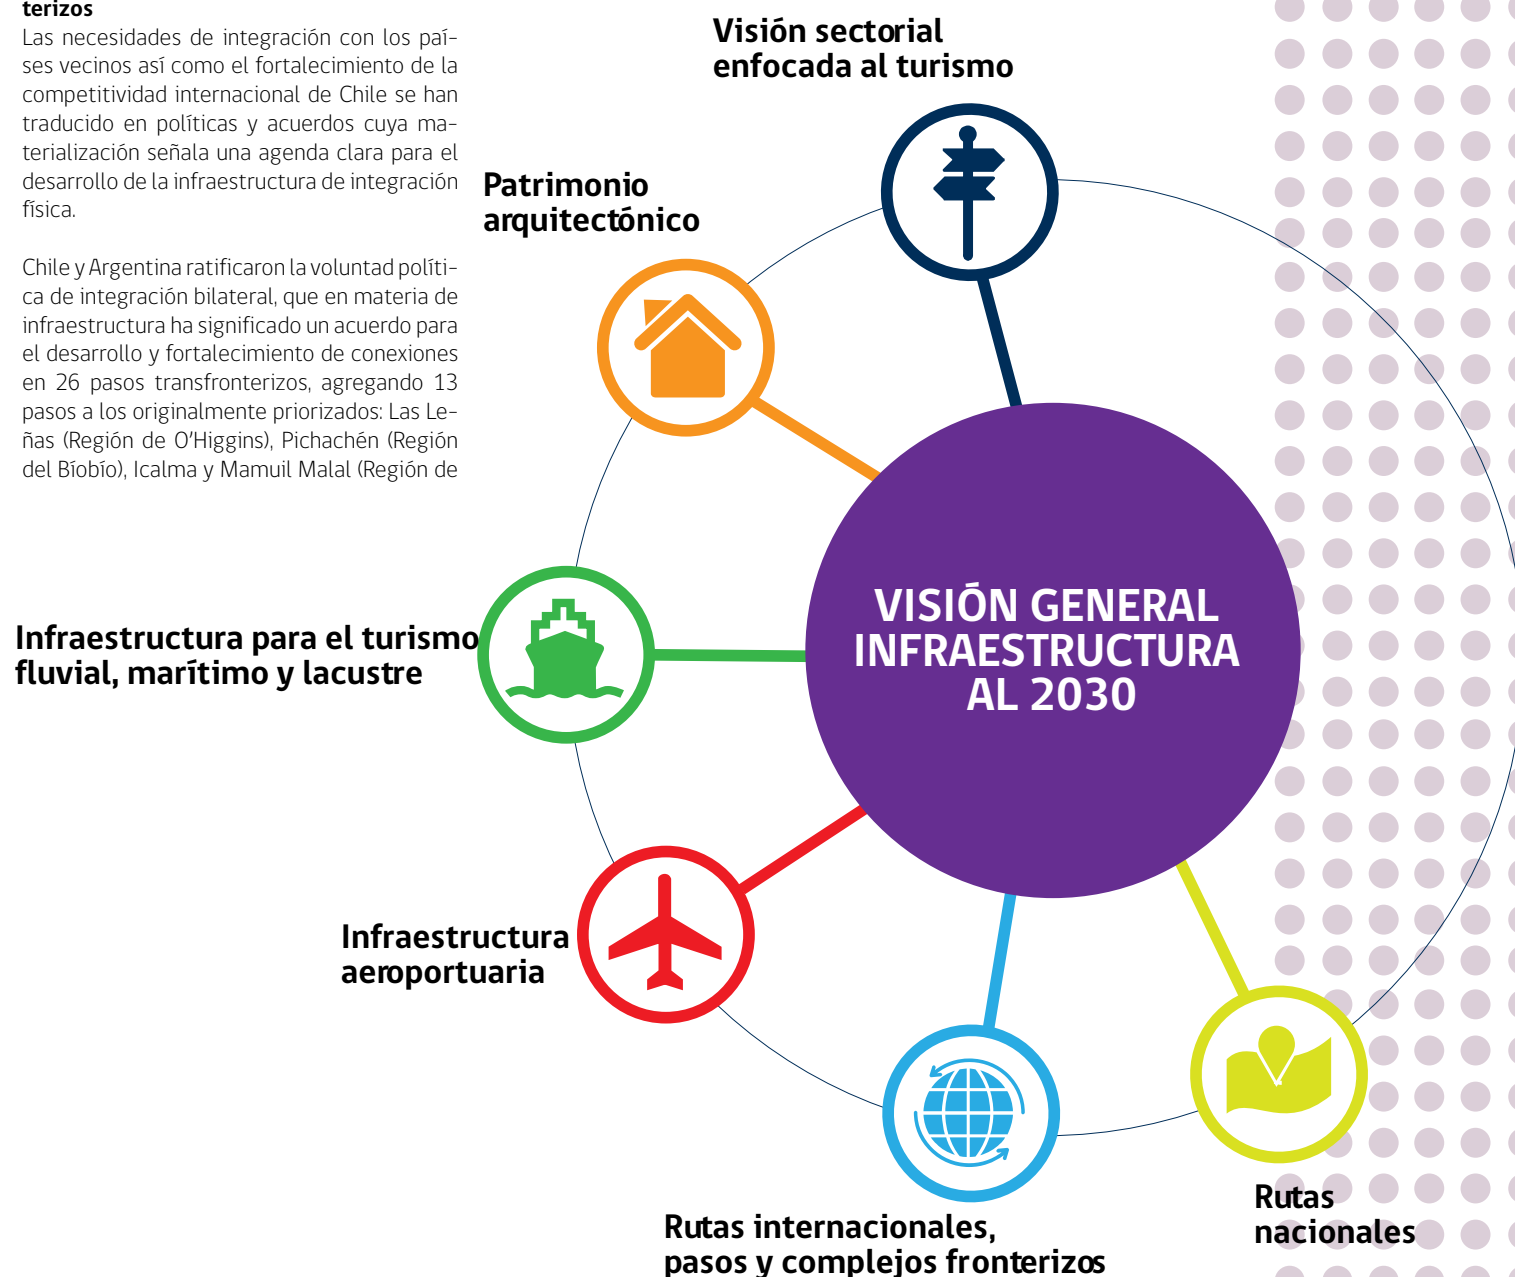 terizos
Las necesidades de integración con los paí-
ses vecinos así como el fortalecimiento de la
competitividad internacional de Chile se han
traducido en políticas y acuerdos cuya ma-
terialización señala una agenda clara para el
desarrollo de la infraestructura de integración
física.
Chile y Argentina ratificaron la voluntad políti-
ca de integración bilateral, que en materia de
infraestructura ha significado un acuerdo para
el desarrollo y fortalecimiento de conexiones
en 26 pasos transfronterizos, agregando 13
pasos a los originalmente priorizados: Las Le-
ñas (Región de O'Higgins), Pichachén (Región
del Bíobío), Icalma y Mamuil Malal (Región de
Visión sectorial
enfocada al turismo
Patrimonio
arquitectónico
Infraestructura para el turismo
fluvial, marítimo y lacustre
Infraestructura
aeroportuaria
Rutas internacionales,
pasos y complejos fronterizos
Rutas
nacionales
VISIÓN GENERAL
INFRAESTRUCTURA
AL 2030